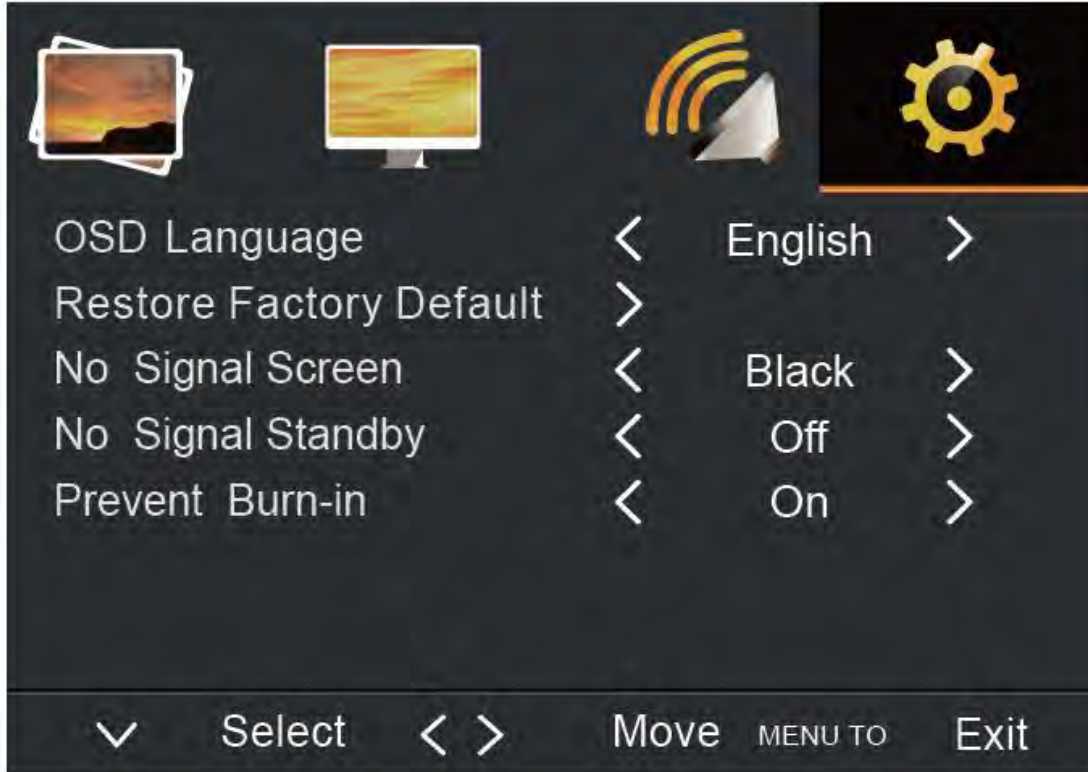 OSD Language < English >
Restore Factory Default >
No Signal Screen < Black >
No Signal Standby < Off >
Prevent Burn-in < On >
Select < > Move MENU TO Exit